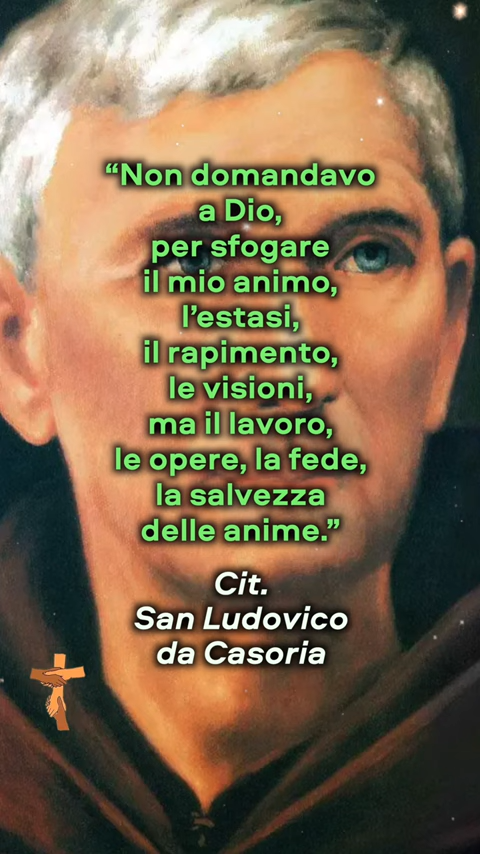 “Non domandavo
a Dio,
per sfogare
il mio animo,
l’estasi,
il rapimento,
le visioni,
ma il lavoro,
le opere, la fede,
la salvezza
delle anime.”
Cit.
San Ludovico
da Casoria